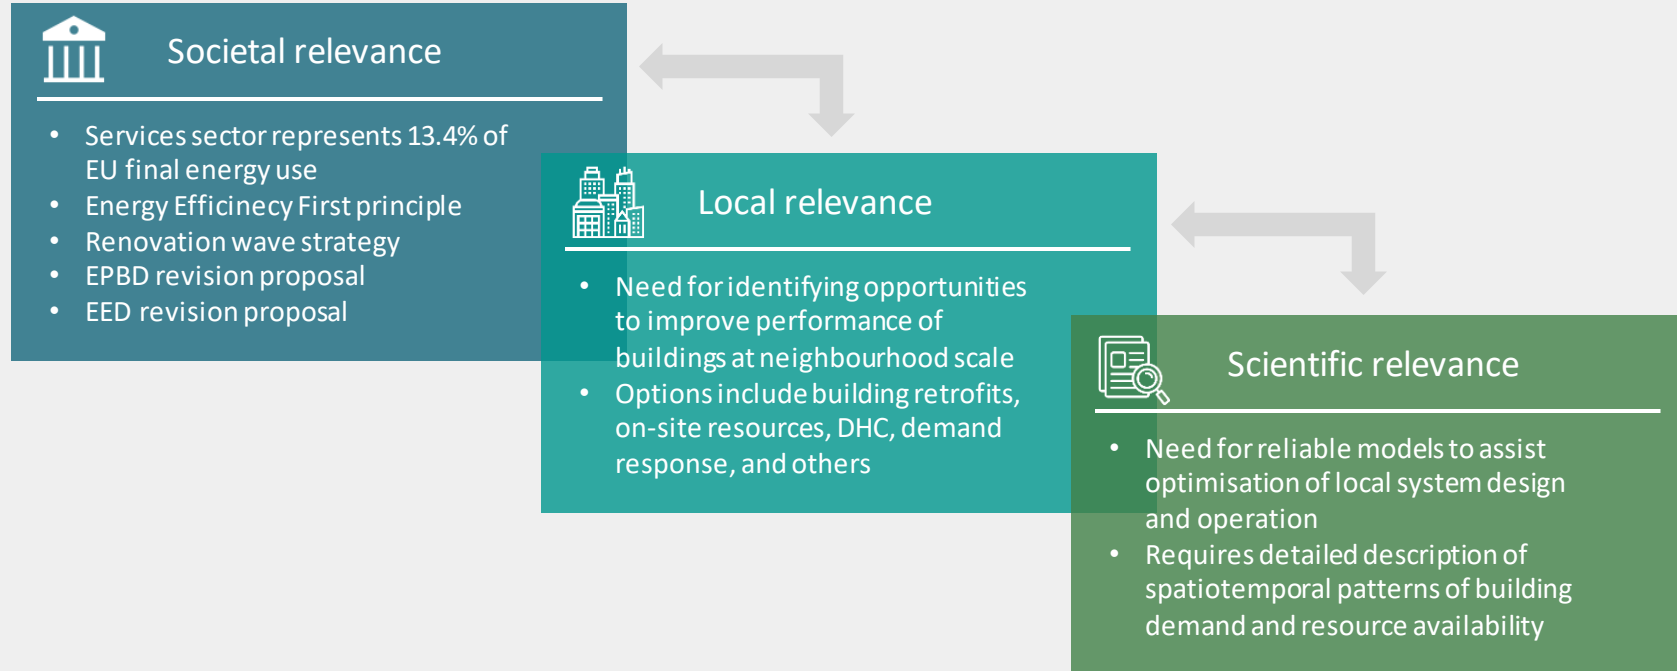 Societal relevance
• Services sector represents 13.4% of
EU final energy use
• Energy Efficinecy First principle
• Renovation wave strategy
• EPBD revision proposal
• EED revision proposal
Local relevance
• Need for identifying opportunities
to improve performance of
buildings at neighbourhood scale
• Options include building retrofits,
on-site resources, DHC, demand
response, and others
Scientific relevance
• Need for reliable models to assist
optimisation of local system design
and operation
• Requires detailed description of
spatiotemporal patterns of building
demand and resource availability